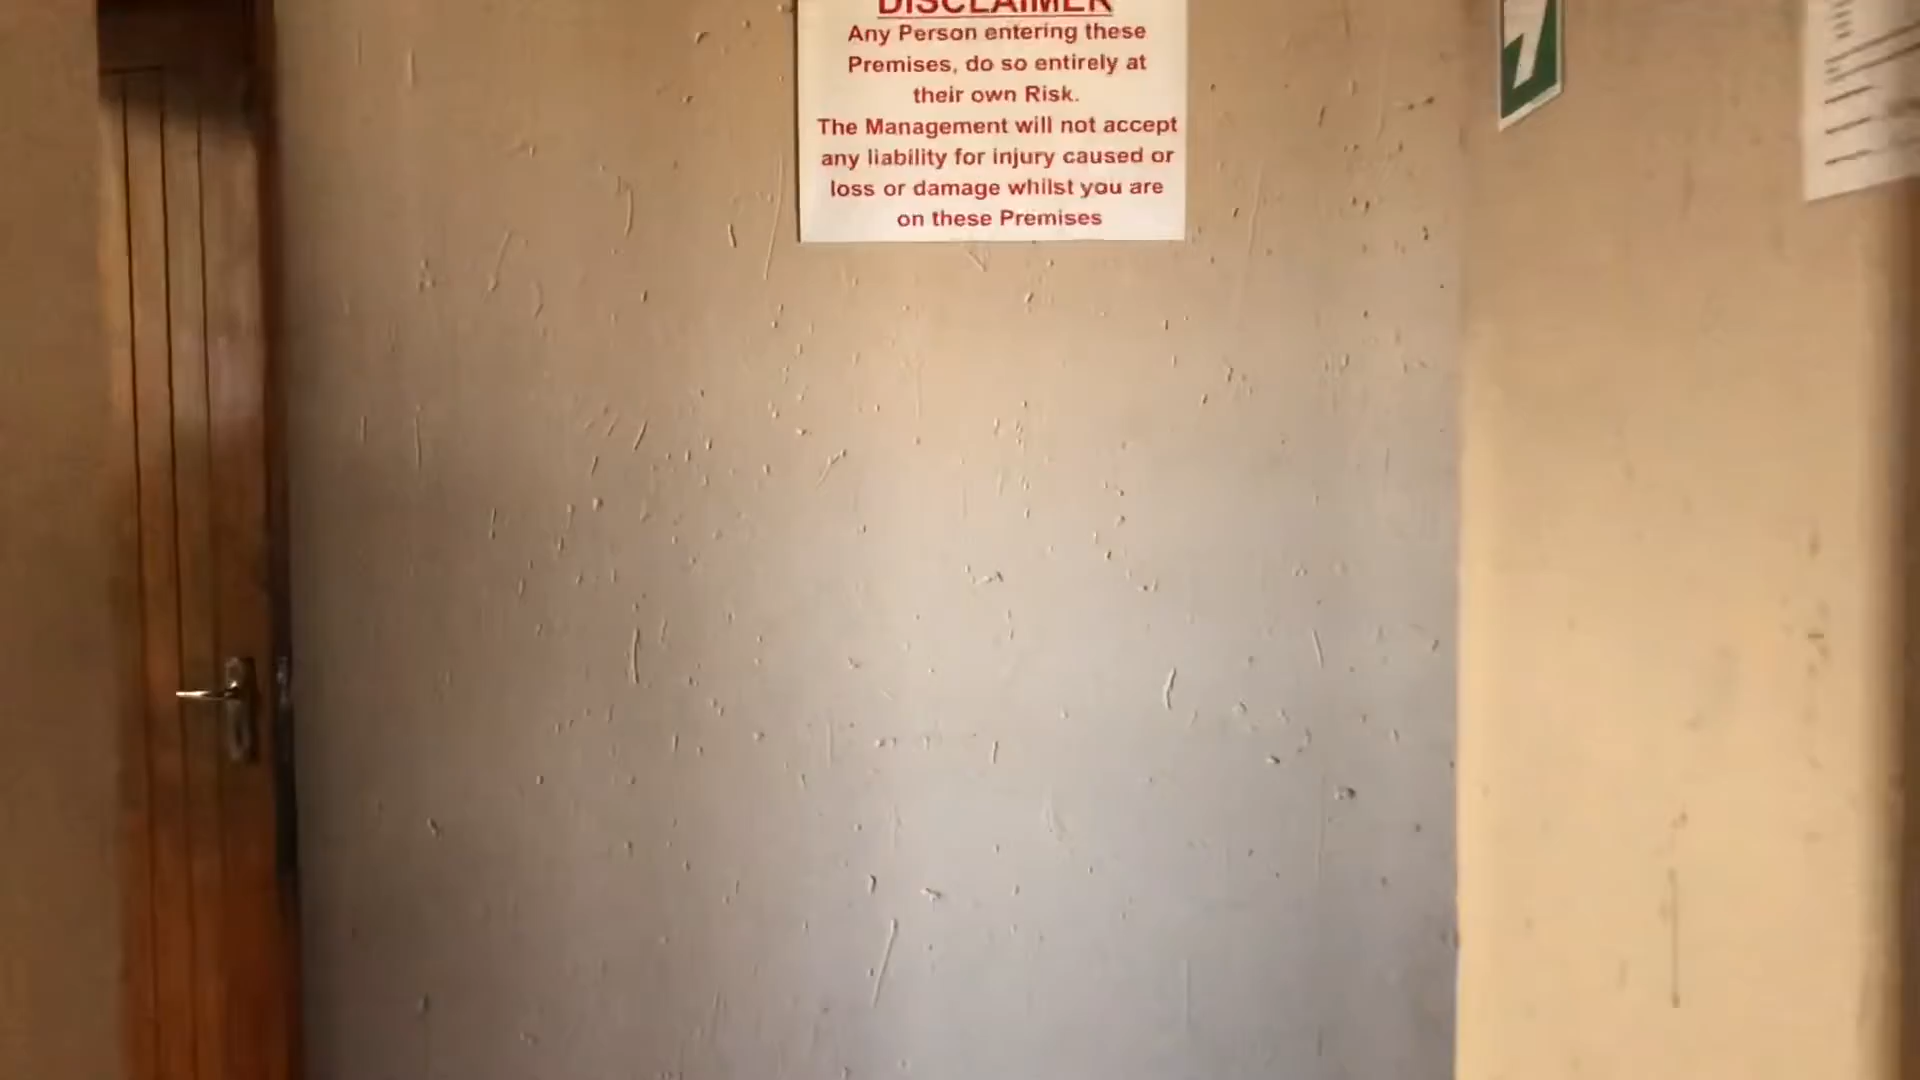 DISCLAIMER
Any Person entering these
Premises, do so entirely at
their own Risk.
The Management will not accept
any liability for injury caused or
loss or damage whilst you are
on these Premises